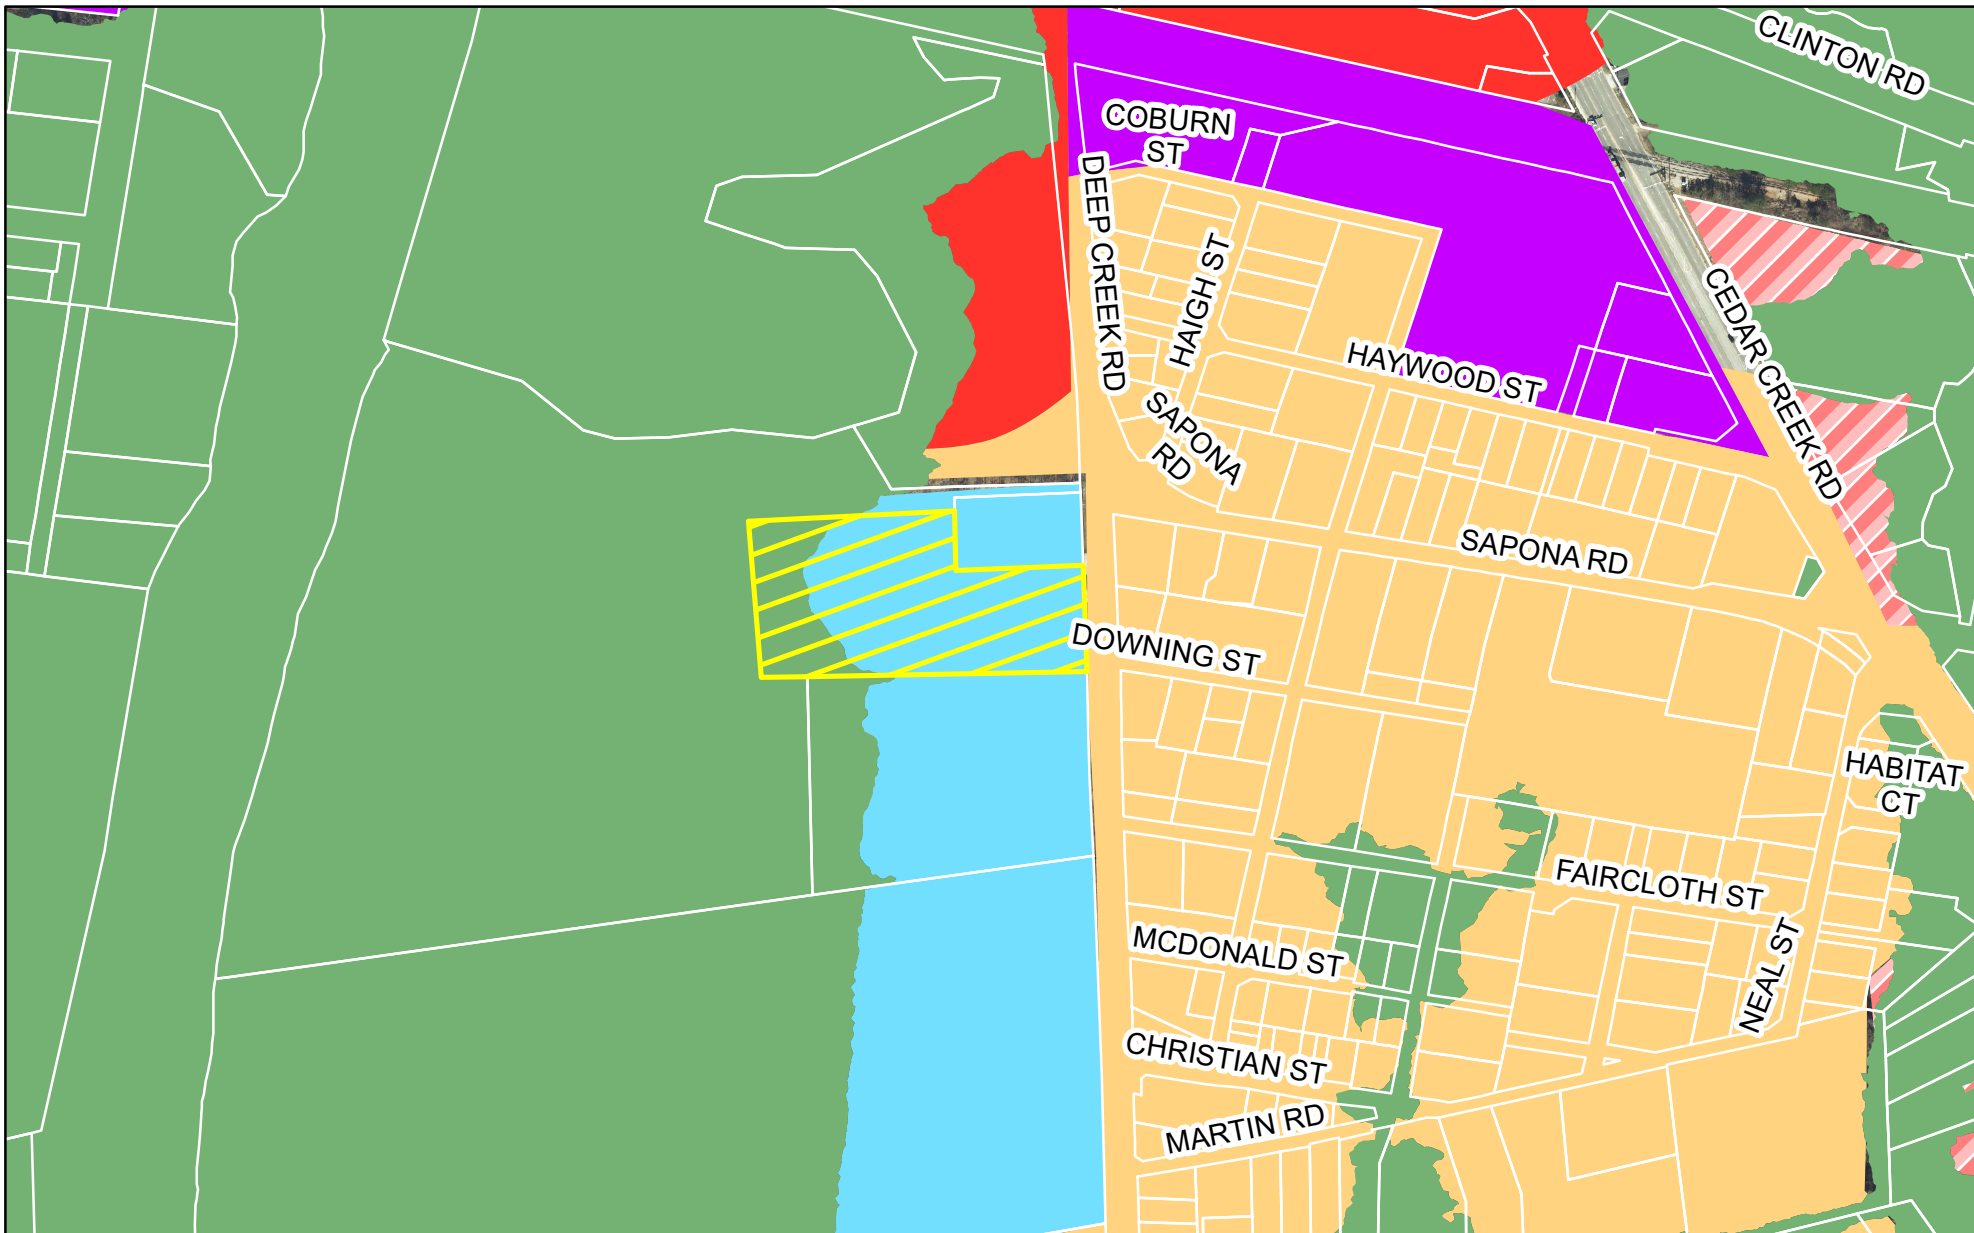 CLINTON RD
COBURN
ST
DEEP CREEK RD
HAIGH ST
CEDAR CREEK RD
HAYWOOD ST
SAPONA
RD
SAPONA RD
DOWNING ST
HABITAT
CT
FAIRCLOTH ST
MCDONALD ST
NEAL ST
CHRISTIAN ST
MARTIN RD